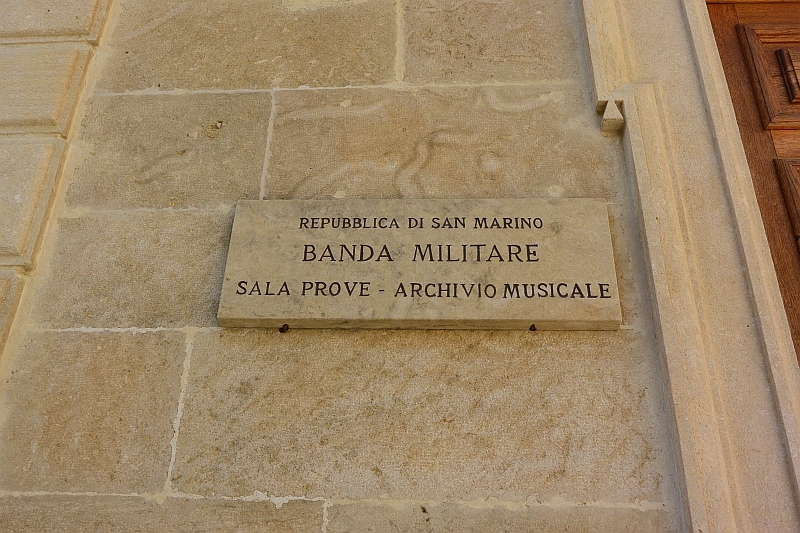 REPUBBLICA DI SAN MARINO
BANDA MILITARE
SALA PROVE - ARCHIVIO MUSICALE